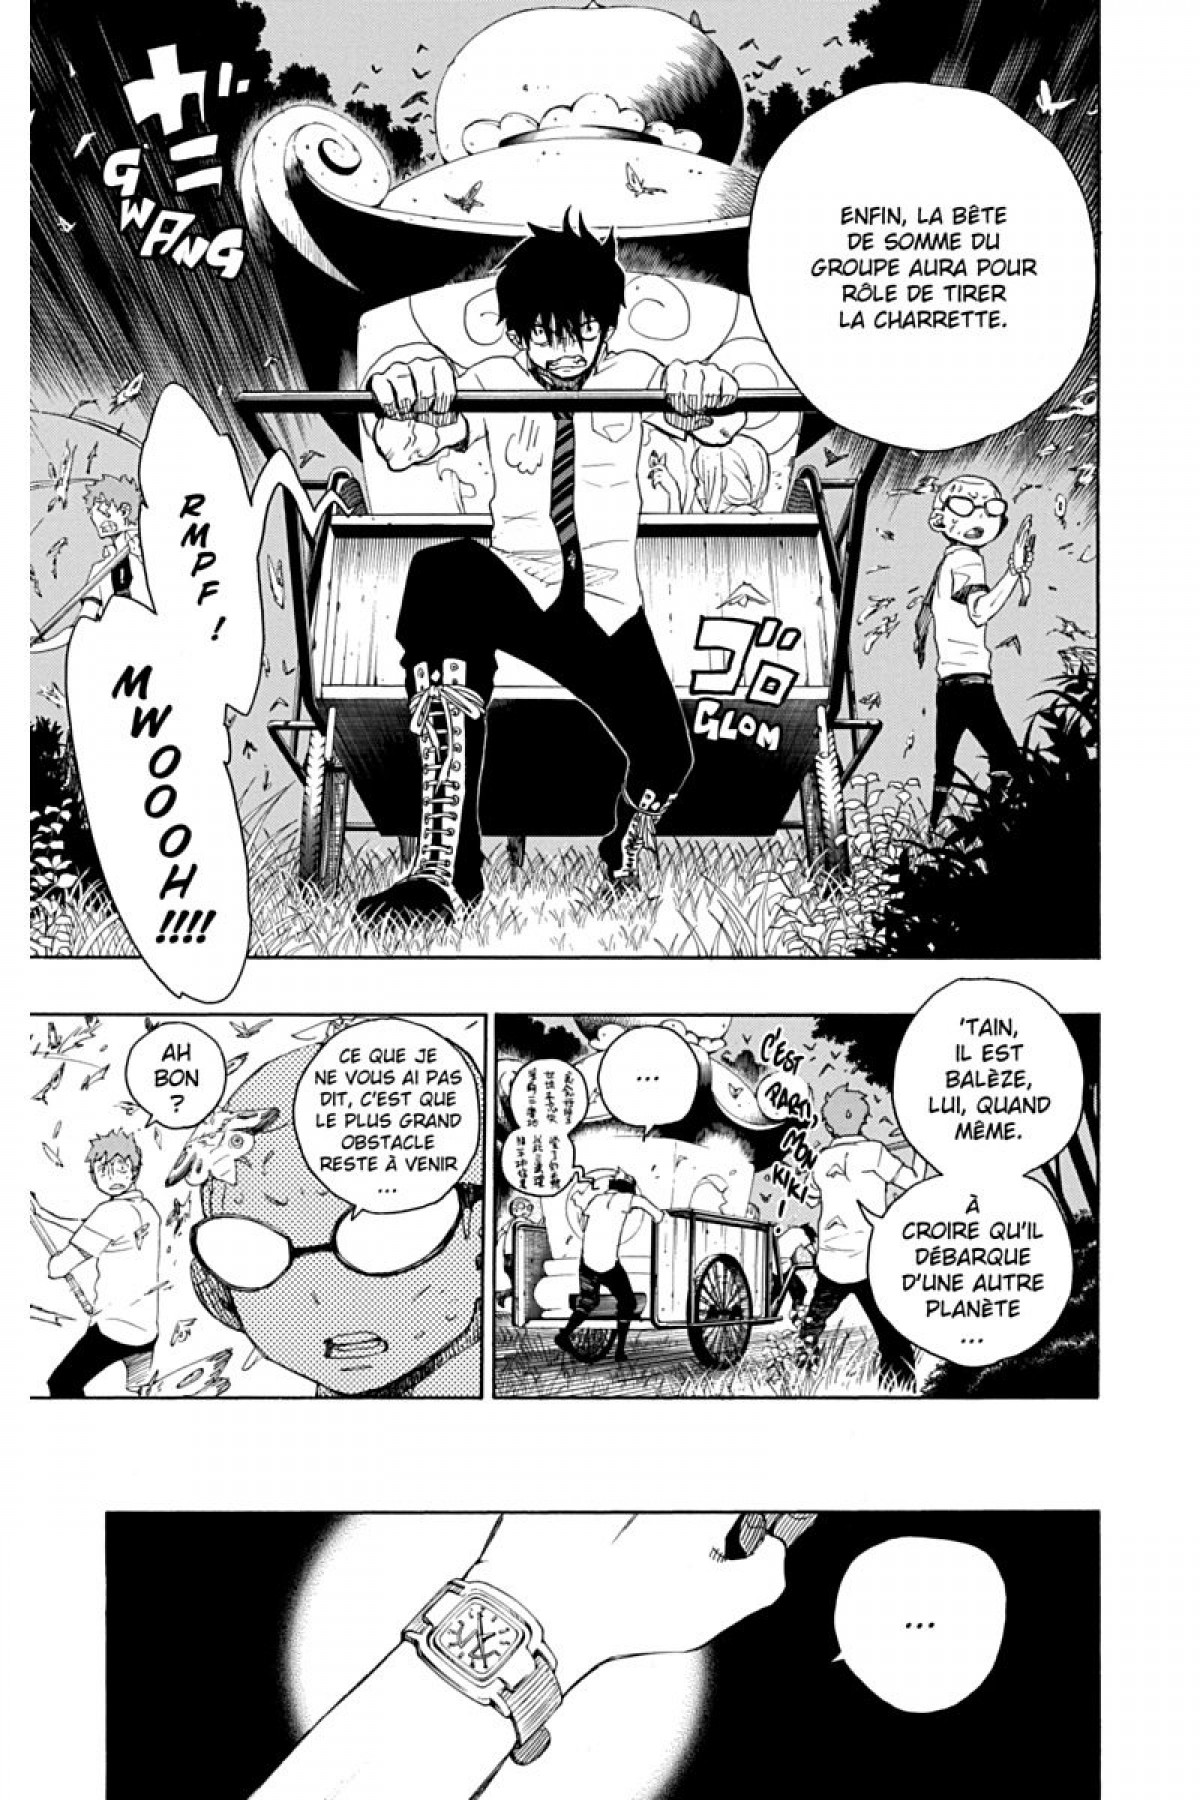 ENFIN, LA BÊTE
DE SOMME DU
GROUPE AURA POUR
RÔLE DE TIRER
LA CHARRETTE.
ガニ
GWANG
RMPF !
MWOOOH !!!!
ゴロ
GLOM
'TAIN,
IL EST
BALÈZE,
LUI, QUAND
MÊME.
À
CROIRE QU'IL
DÉBARQUE
D'UNE AUTRE
PLANÈTE
...
C'EST
PARTI,
MON
KIKI !
...
CE QUE JE
NE VOUS AI PAS
DIT, C'EST QUE
LE PLUS GRAND
OBSTACLE
RESTE À VENIR
...
AH
BON
?
...